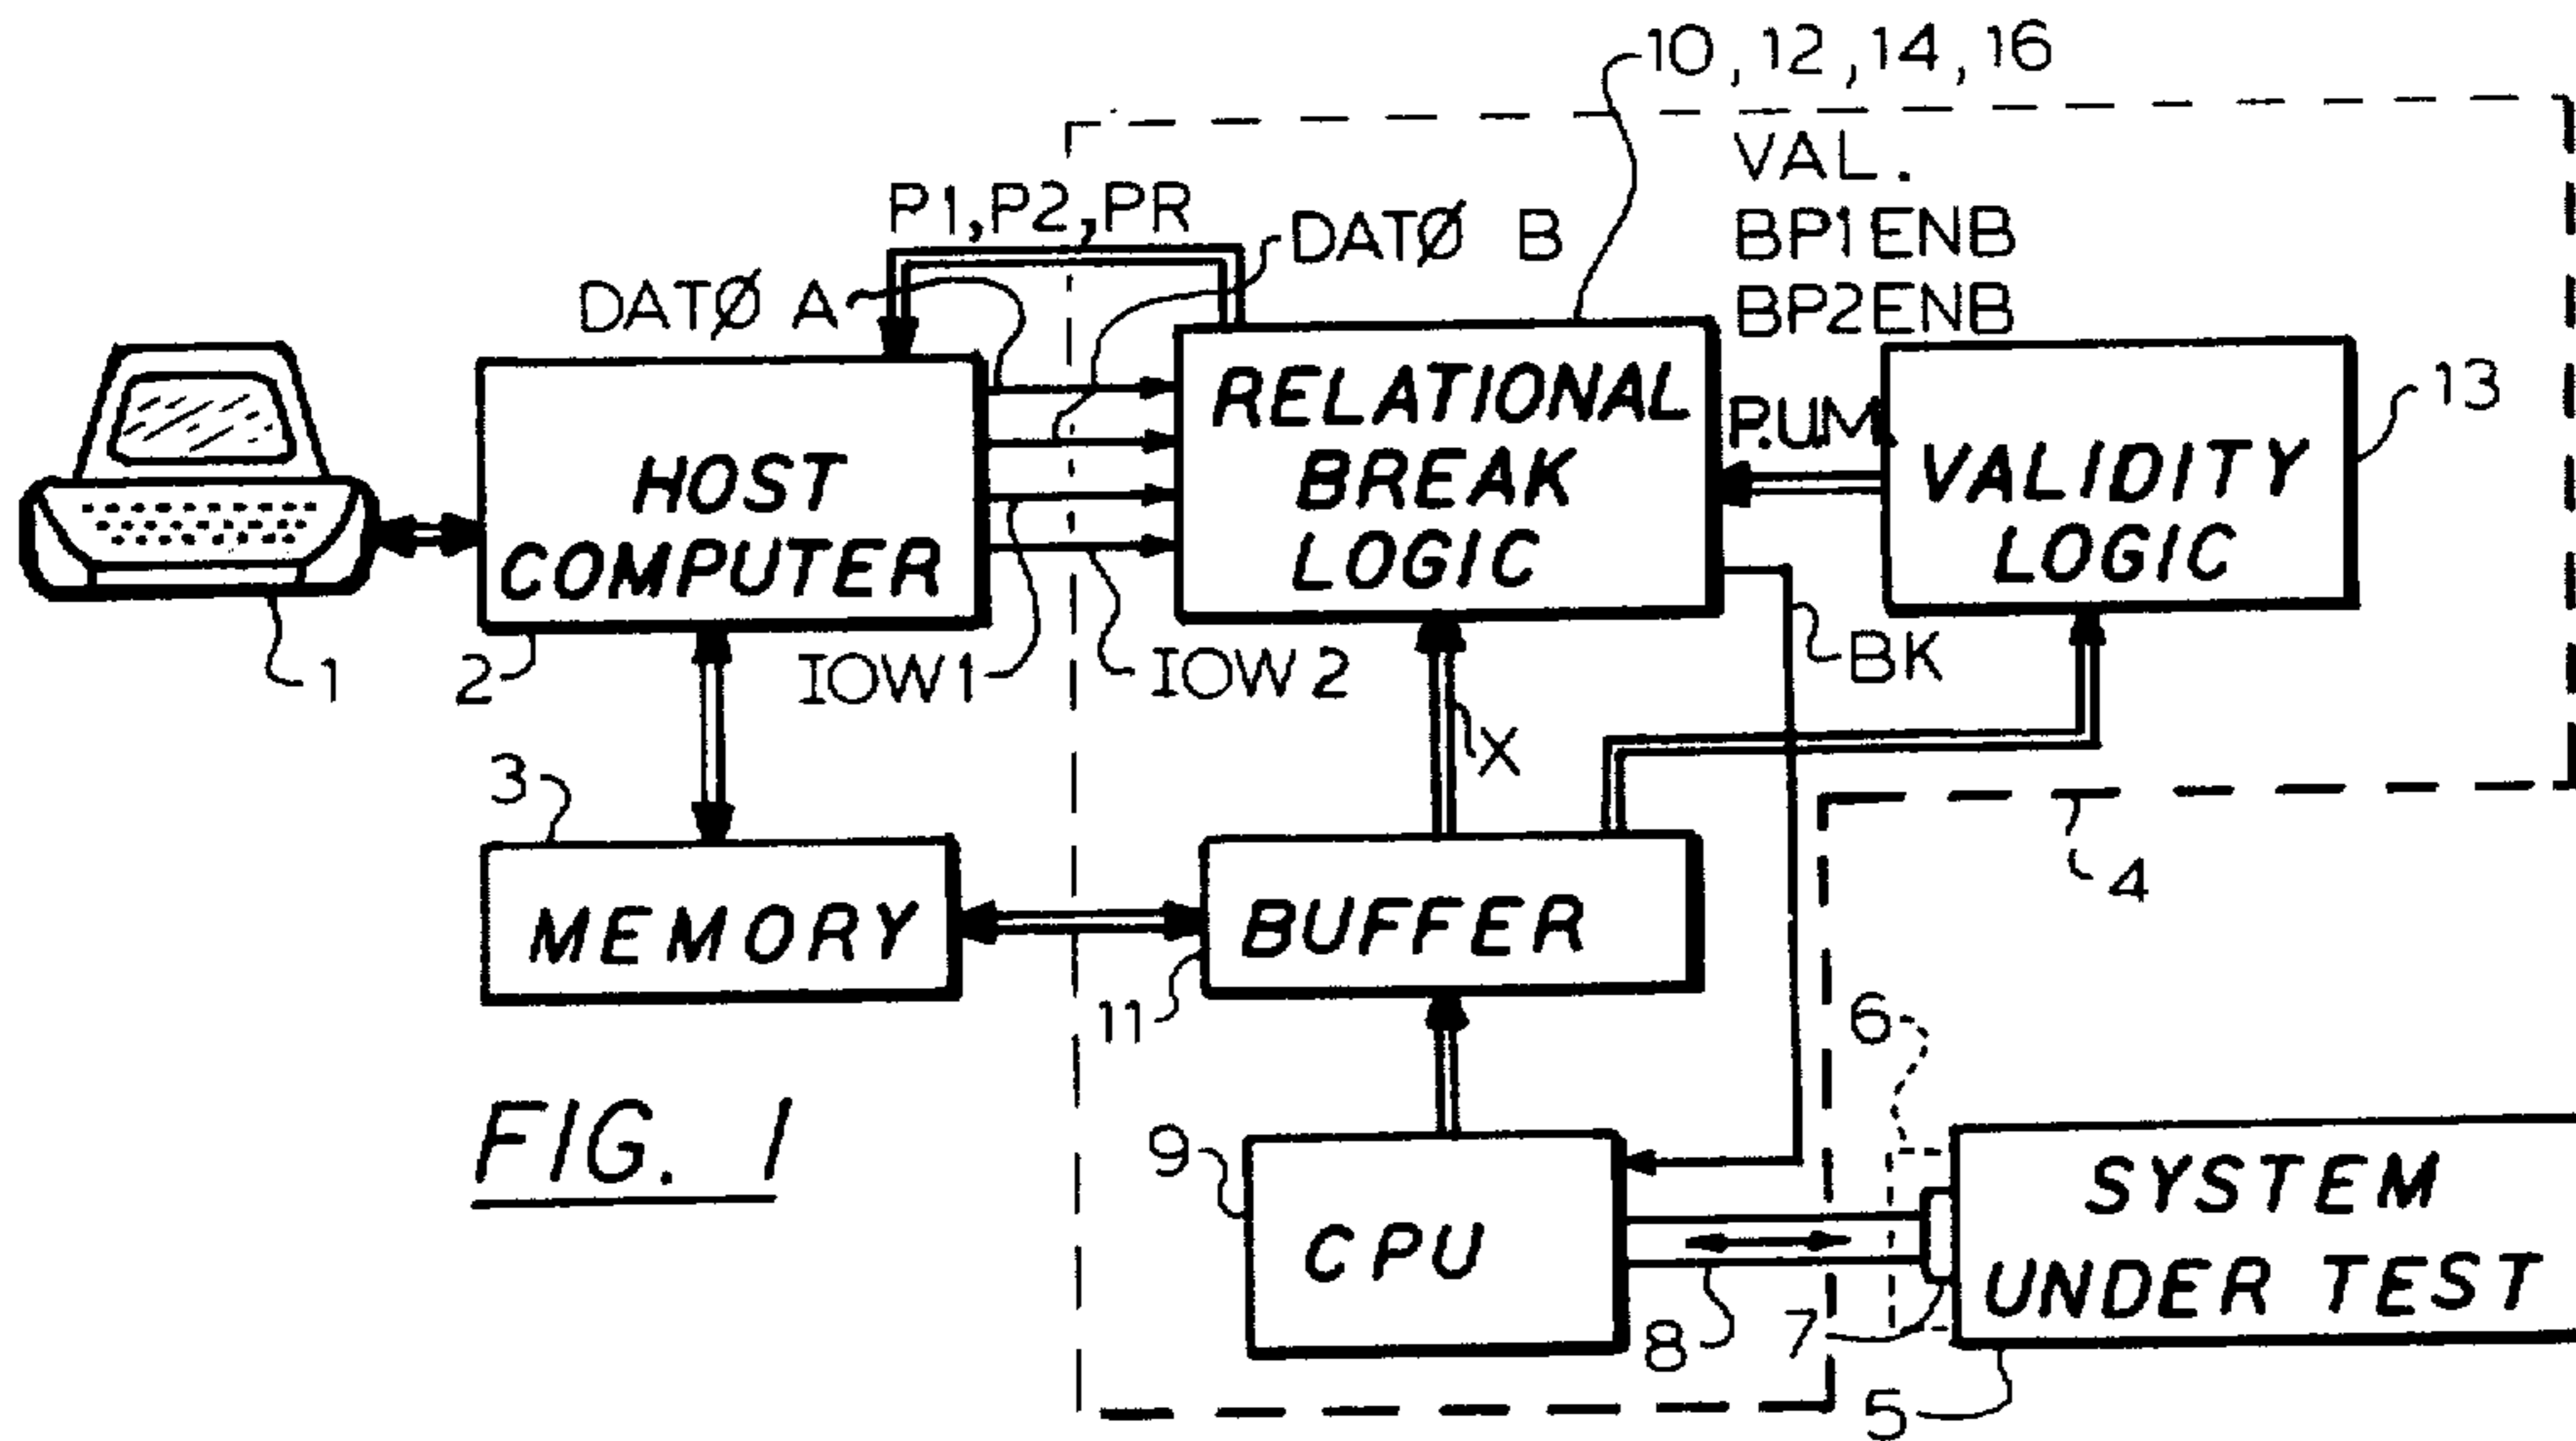 10, 12, 14, 16
VAL.
BP1ENB
BP2ENB
P1, P2, PR
DATØ B
DATØ A
RELATIONAL
BREAK
LOGIC
P.U.M.
VALIDITY
LOGIC
13
HOST
COMPUTER
1
2
IOW1
IOW2
BK
X
3
4
MEMORY
BUFFER
11
6
FIG. 1
9
CPU
SYSTEM
UNDER TEST
8
7
5